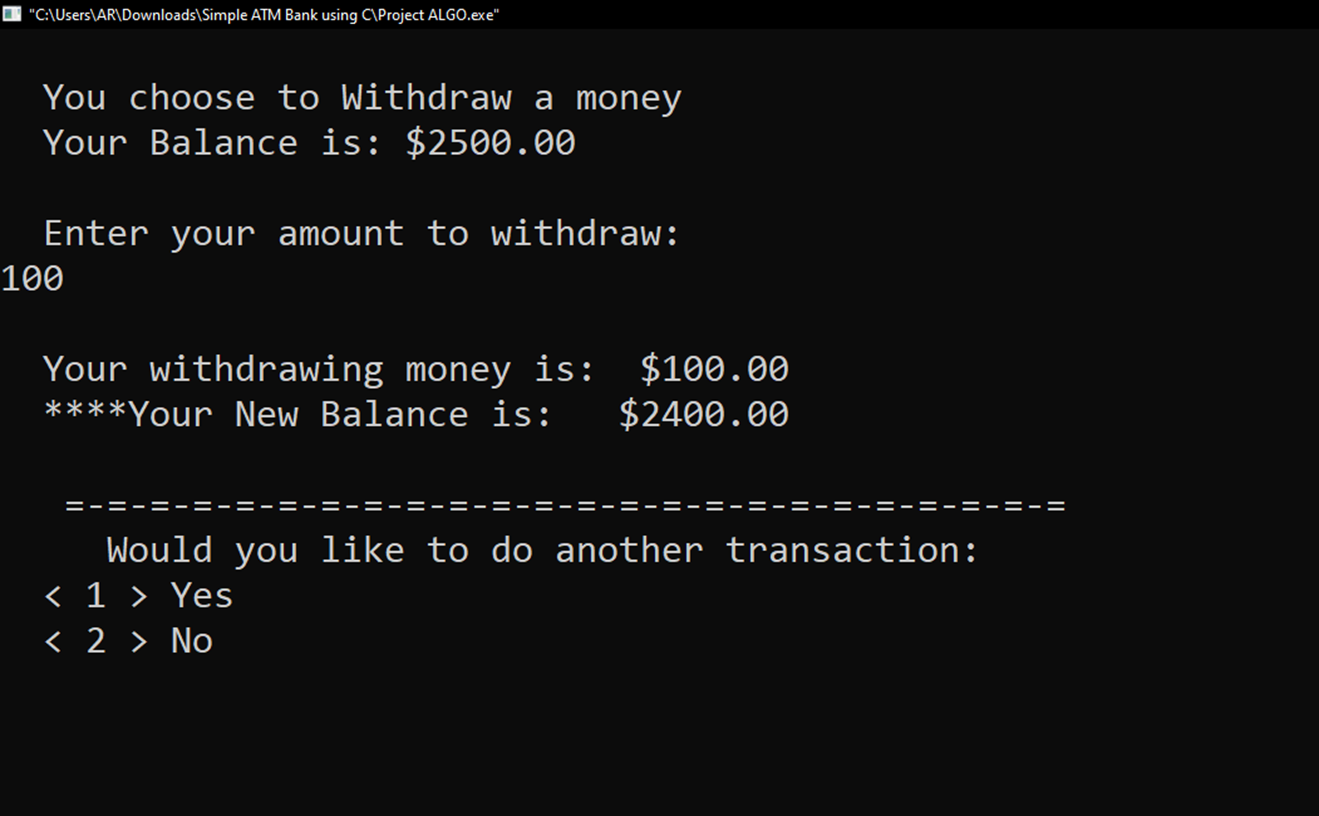 "C:\Users\AR\Downloads\Simple ATM Bank using C\Project ALGO.exe"
You choose to Withdraw a money
Your Balance is: $2500.00
Enter your amount to withdraw:
100
Your withdrawing money is:  $100.00
****Your New Balance is:   $2400.00
=-=-=-=-=-=-=-=-=-=-=-=-=-=-=-=-=-=-=-=-=-=-=-=
Would you like to do another transaction:
< 1 > Yes
< 2 > No